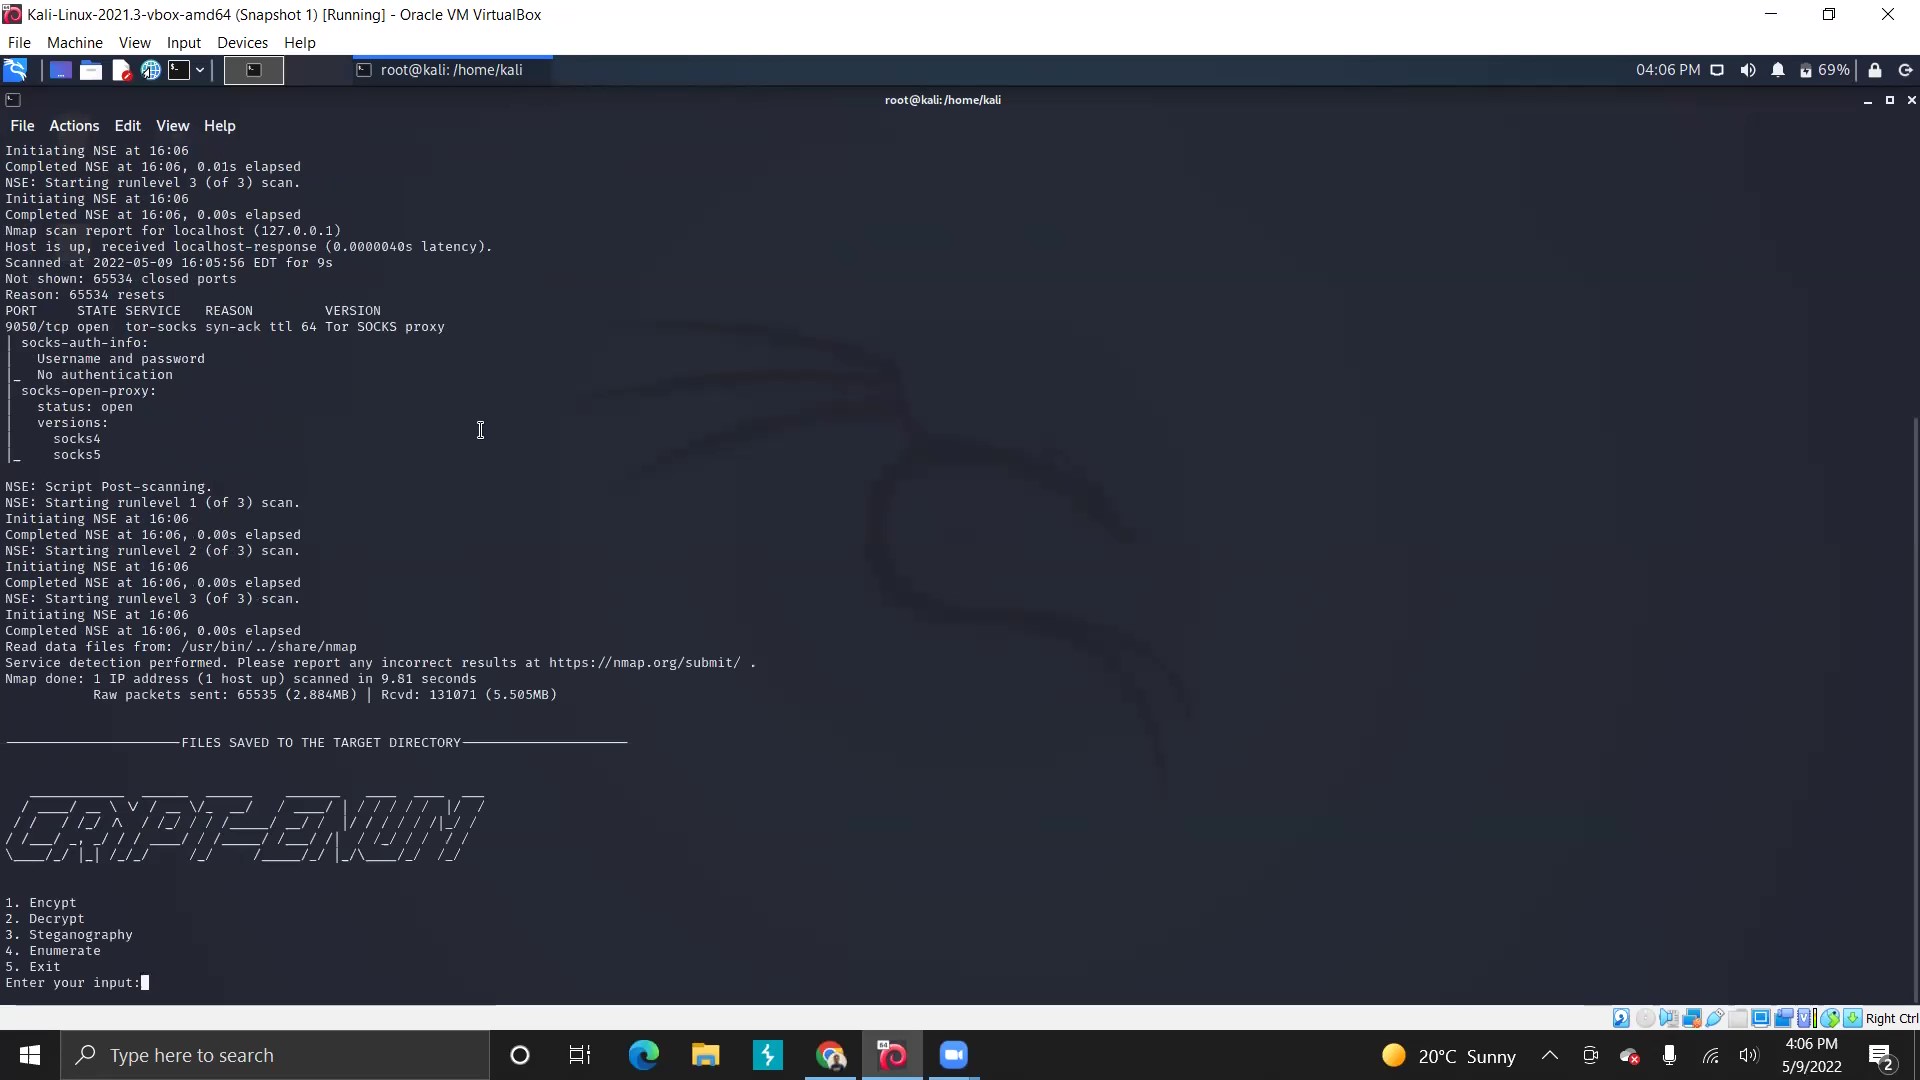 Kali-Linux-2021.3-vbox-amd64 (Snapshot 1) [Running] - Oracle VM VirtualBox
File Machine View Input Devices Help
root@kali: /home/kali
04:06 PM 69%
root@kali:/home/kali
File Actions Edit View Help
Initiating NSE at 16:06
Completed NSE at 16:06, 0.01s elapsed
NSE: Starting runlevel 3 (of 3) scan.
Initiating NSE at 16:06
Completed NSE at 16:06, 0.00s elapsed
Nmap scan report for localhost (127.0.0.1)
Host is up, received localhost-response (0.0000040s latency).
Scanned at 2022-05-09 16:05:56 EDT for 9s
Not shown: 65534 closed ports
Reason: 65534 resets
PORT     STATE SERVICE   REASON         VERSION
9050/tcp open  tor-socks syn-ack ttl 64 Tor SOCKS proxy
| socks-auth-info:
|   Username and password
|_  No authentication
| socks-open-proxy:
|   status: open
|   versions:
|     socks4
|_    socks5
NSE: Script Post-scanning.
NSE: Starting runlevel 1 (of 3) scan.
Initiating NSE at 16:06
Completed NSE at 16:06, 0.00s elapsed
NSE: Starting runlevel 2 (of 3) scan.
Initiating NSE at 16:06
Completed NSE at 16:06, 0.00s elapsed
NSE: Starting runlevel 3 (of 3) scan.
Initiating NSE at 16:06
Completed NSE at 16:06, 0.00s elapsed
Read data files from: /usr/bin/../share/nmap
Service detection performed. Please report any incorrect results at https://nmap.org/submit/ .
Nmap done: 1 IP address (1 host up) scanned in 9.81 seconds
           Raw packets sent: 65535 (2.884MB) | Rcvd: 131071 (5.505MB)
FILES SAVED TO THE TARGET DIRECTORY
CRYPT-ENUM
1. Encypt
2. Decrypt
3. Steganography
4. Enumerate
5. Exit
Enter your input:
Right Ctrl
Type here to search
20°C Sunny
4:06 PM
5/9/2022
2